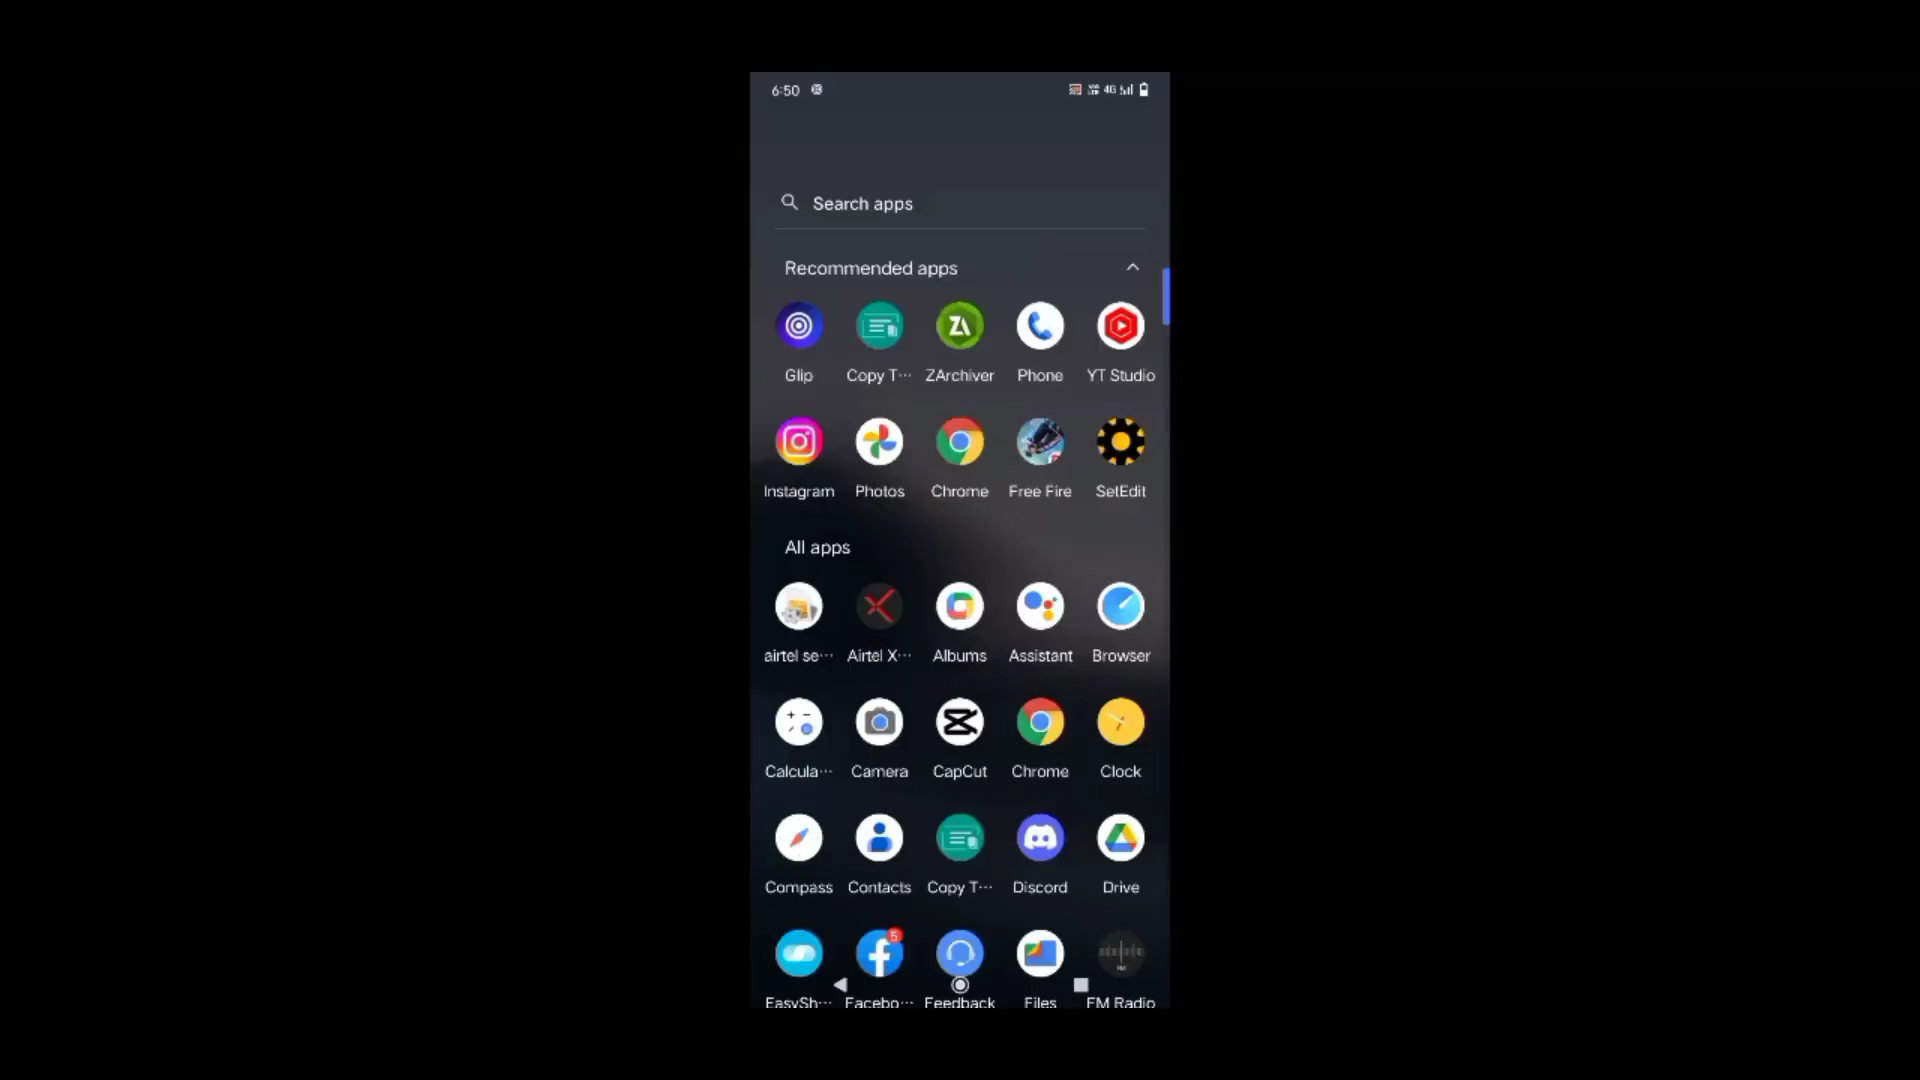 6:50 4G
Search apps
Recommended apps
Glip Copy T··· ZArchiver Phone YT Studio
Instagram Photos Chrome Free Fire SetEdit
All apps
airtel se··· Airtel X··· Albums Assistant Browser
Calcula··· Camera CapCut Chrome Clock
Compass Contacts Copy T··· Discord Drive
5
EasySh··· Facebo··· Feedback Files FM Radio